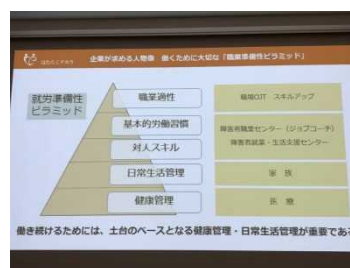 企業が求める人物像 働くために大切な「職業準備性ピラミッド」
就労準備性
ピラミッド
職業適性
職場OJT スキルアップ
基本的労働習慣
対人スキル
障害者職業センター（ジョブコーチ）
障害者就業・生活支援センター
日常生活管理
家 族
健康管理
医 療
働き続けるためには、土台のベースとなる健康管理・日常生活管理が重要である